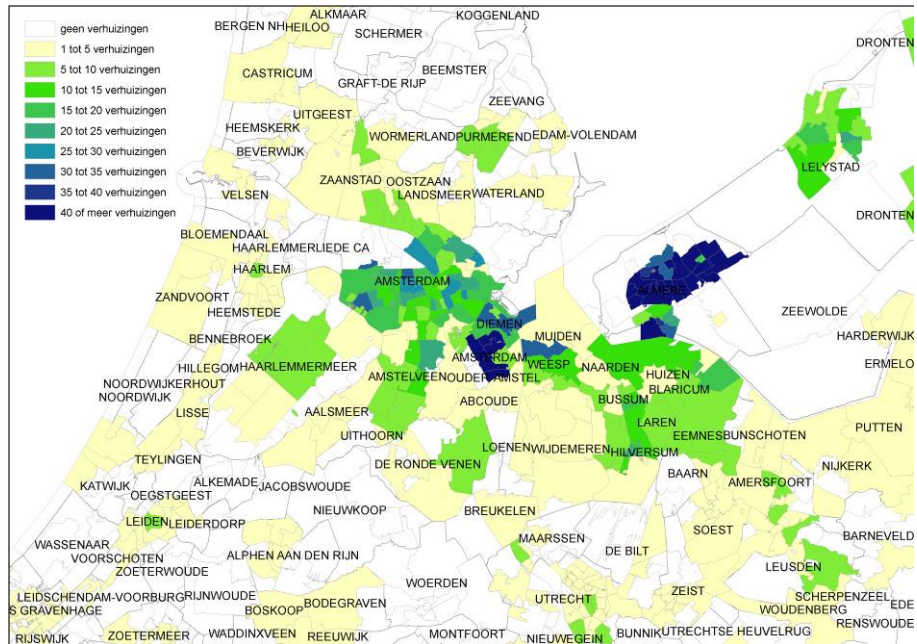 geen verhuizingen
1 tot 5 verhuizingen
5 tot 10 verhuizingen
10 tot 15 verhuizingen
15 tot 20 verhuizingen
20 tot 25 verhuizingen
25 tot 30 verhuizingen
30 tot 35 verhuizingen
35 tot 40 verhuizingen
40 of meer verhuizingen
ALKMAAR
KOGGENLAND
BERGEN NH
HEILOO
SCHERMER
DRONTEN
CASTRICUM
BEEMSTER
GRAFT-DE RIJP
ZEEVANG
UITGEEST
HEEMSKERK
WORMERLAND
PURMEREND
EDAM-VOLENDAM
BEVERWIJK
LELYSTAD
ZAANSTAD
OOSTZAAN
VELSEN
LANDSMEER
WATERLAND
DRONTEN
BLOEMENDAAL
HAARLEMMERLIEDE CA
HAARLEM
AMSTERDAM
ALMERE
ZANDVOORT
HEEMSTEDE
DIEMEN
ZEEWOLDE
MUIDEN
HARDERWIJK
BENNEBROEK
AMSTERDAM
WEESP
NAARDEN
HUIZEN
ERMELO
HILLEGOM
HAARLEMMERMEER
AMSTELVEEN
OUDER-AMSTEL
BLARICUM
NOORDWIJKERHOUT
NOORDWIJK
BUSSUM
ABCOUDE
LISSE
AALSMEER
LAREN
PUTTEN
UITHOORN
EEMNES
BUNSCHOTEN
LOENEN
WIJDEMEREN
HILVERSUM
TEYLINGEN
DE RONDE VENEN
NIJKERK
BAARN
AMERSFOORT
KATWIJK
ALKEMADE
JACOBSWOUDE
OEGSTGEEST
NIEUWKOOP
BREUKELEN
LEIDEN
LEIDERDORP
SOEST
WASSENAAR
MAARSSEN
BARNEVELD
VOORSCHOTEN
ALPHEN AAN DEN RIJN
DE BILT
LEUSDEN
ZOETERWOUDE
WOERDEN
LEIDSCHENDAM-VOORBURG
RIJNWOUDE
ZEIST
SCHERPENZEEL
S GRAVENHAGE
BODEGRAVEN
UTRECHT
EDE
BOSKOOP
WOUDENBERG
RENSWOUDE
RIJSWIJK
ZOETERMEER
WADDINXVEEN
REEUWIJK
MONTFOORT
NIEUWEGEIN
BUNNIK
UTRECHTSE HEUVELRUG